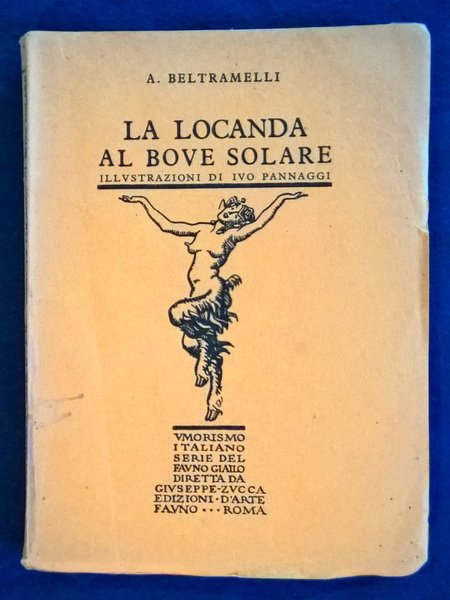 A. BELTRAMELLI
LA LOCANDA
AL BOVE SOLARE
ILLVSTRAZIONI DI IVO PANNAGGI
VMORISMO
ITALIANO
SERIE DEL
FAVNO GIALLO
DIRETTA DA
GIVSEPPE-ZVCCA
EDIZIONI·D'ARTE
FAVNO···ROMA